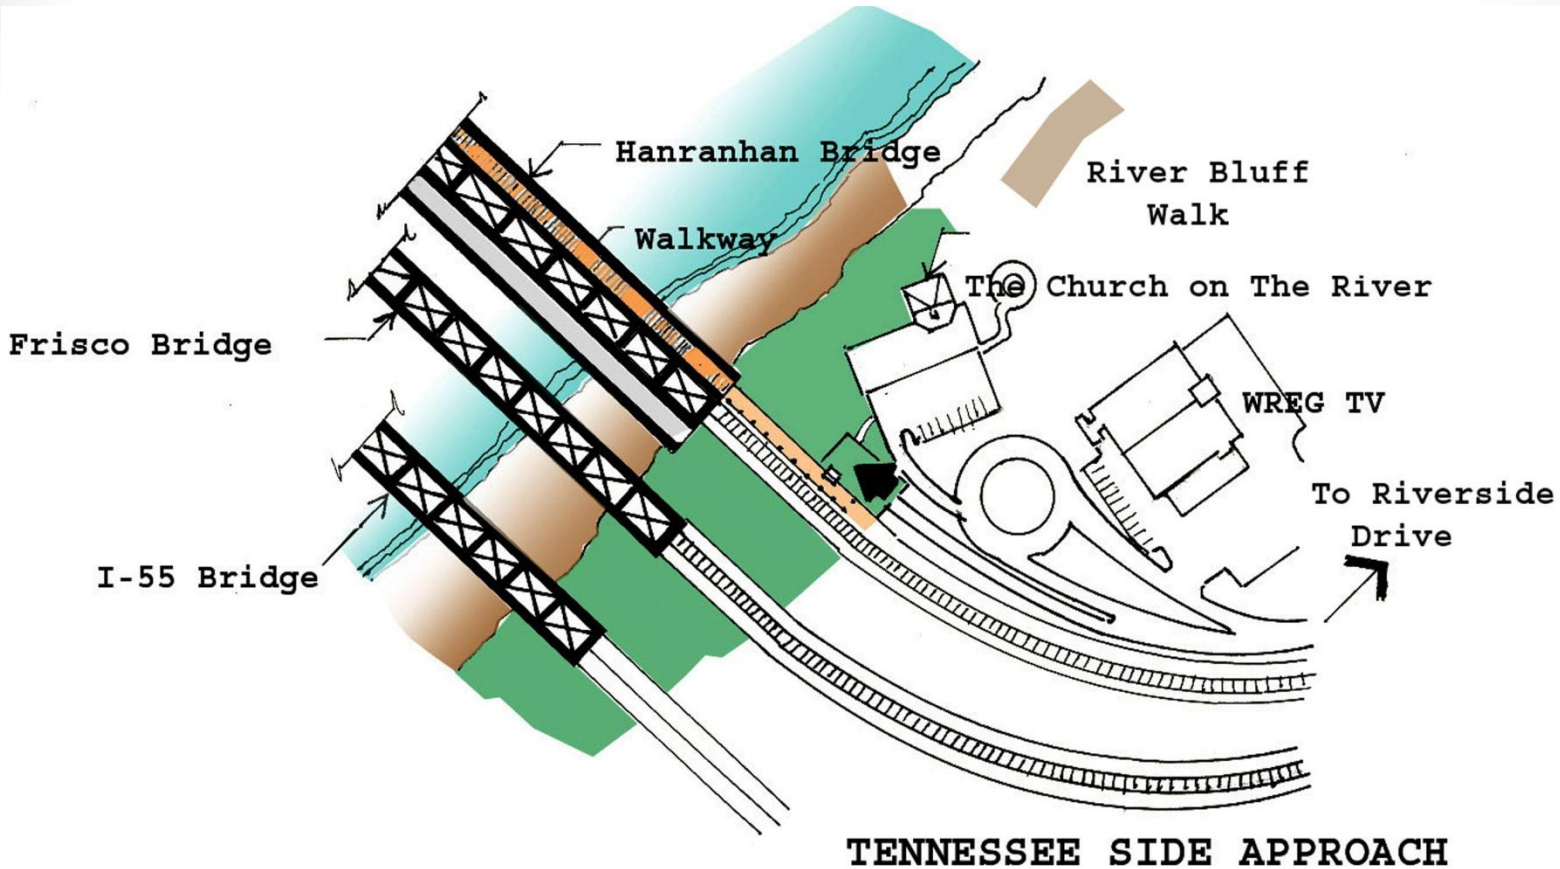 Hanranhan Bridge
River Bluff
Walk
Walkway
The Church on The River
Frisco Bridge
WREG TV
To Riverside
Drive
I-55 Bridge
TENNESSEE SIDE APPROACH